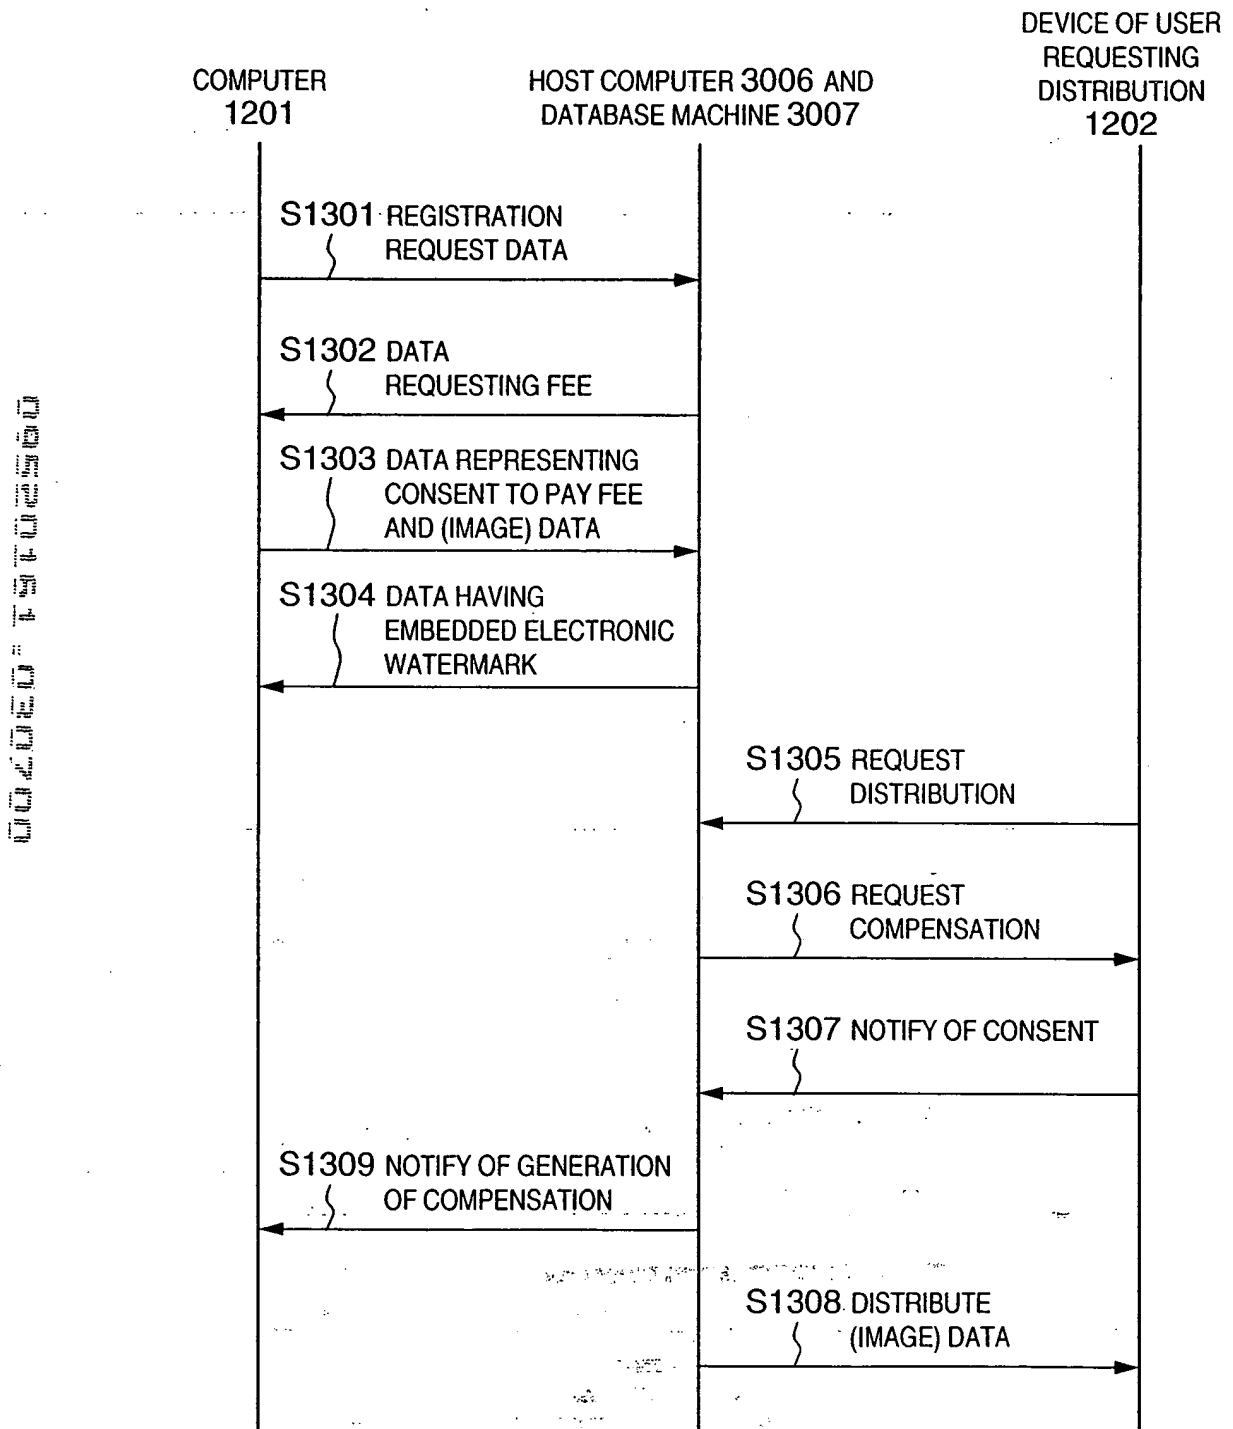 COMPUTER
1201
HOST COMPUTER 3006 AND
DATABASE MACHINE 3007
DEVICE OF USER
REQUESTING
DISTRIBUTION
1202
S1301 REGISTRATION
REQUEST DATA
S1302 DATA
REQUESTING FEE
S1303 DATA REPRESENTING
CONSENT TO PAY FEE
AND (IMAGE) DATA
S1304 DATA HAVING
EMBEDDED ELECTRONIC
WATERMARK
S1305 REQUEST
DISTRIBUTION
S1306 REQUEST
COMPENSATION
S1307 NOTIFY OF CONSENT
S1309 NOTIFY OF GENERATION
OF COMPENSATION
S1308 DISTRIBUTE
(IMAGE) DATA